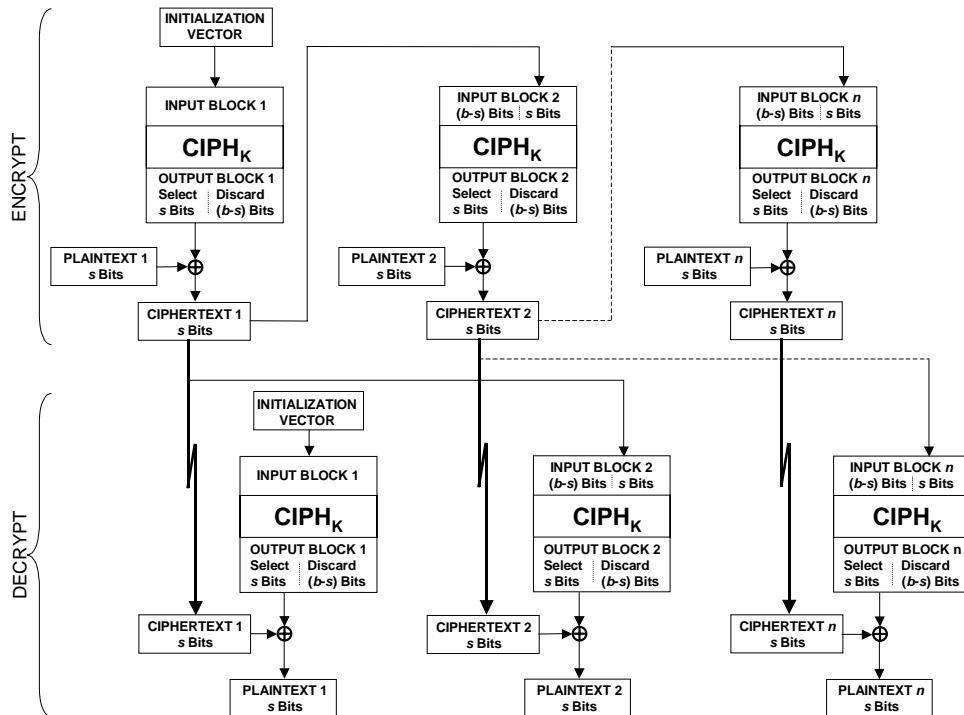 ENCRYPT
INITIALIZATION
VECTOR
INPUT BLOCK 1
CIPH_K
OUTPUT BLOCK 1
Select Discard
s Bits (b-s) Bits
PLAINTEXT 1
s Bits
CIPHERTEXT 1
s Bits
INPUT BLOCK 2
(b-s) Bits s Bits
CIPH_K
OUTPUT BLOCK 2
Select Discard
s Bits (b-s) Bits
PLAINTEXT 2
s Bits
CIPHERTEXT 2
s Bits
INPUT BLOCK n
(b-s) Bits s Bits
CIPH_K
OUTPUT BLOCK n
Select Discard
s Bits (b-s) Bits
PLAINTEXT n
s Bits
CIPHERTEXT n
s Bits
DECRYPT
INITIALIZATION
VECTOR
INPUT BLOCK 1
CIPH_K
OUTPUT BLOCK 1
Select Discard
s Bits (b-s) Bits
CIPHERTEXT 1
s Bits
PLAINTEXT 1
s Bits
INPUT BLOCK 2
(b-s) Bits s Bits
CIPH_K
OUTPUT BLOCK 2
Select Discard
s Bits (b-s) Bits
CIPHERTEXT 2
s Bits
PLAINTEXT 2
s Bits
INPUT BLOCK n
(b-s) Bits s Bits
CIPH_K
OUTPUT BLOCK n
Select Discard
s Bits (b-s) Bits
CIPHERTEXT n
s Bits
PLAINTEXT n
s Bits